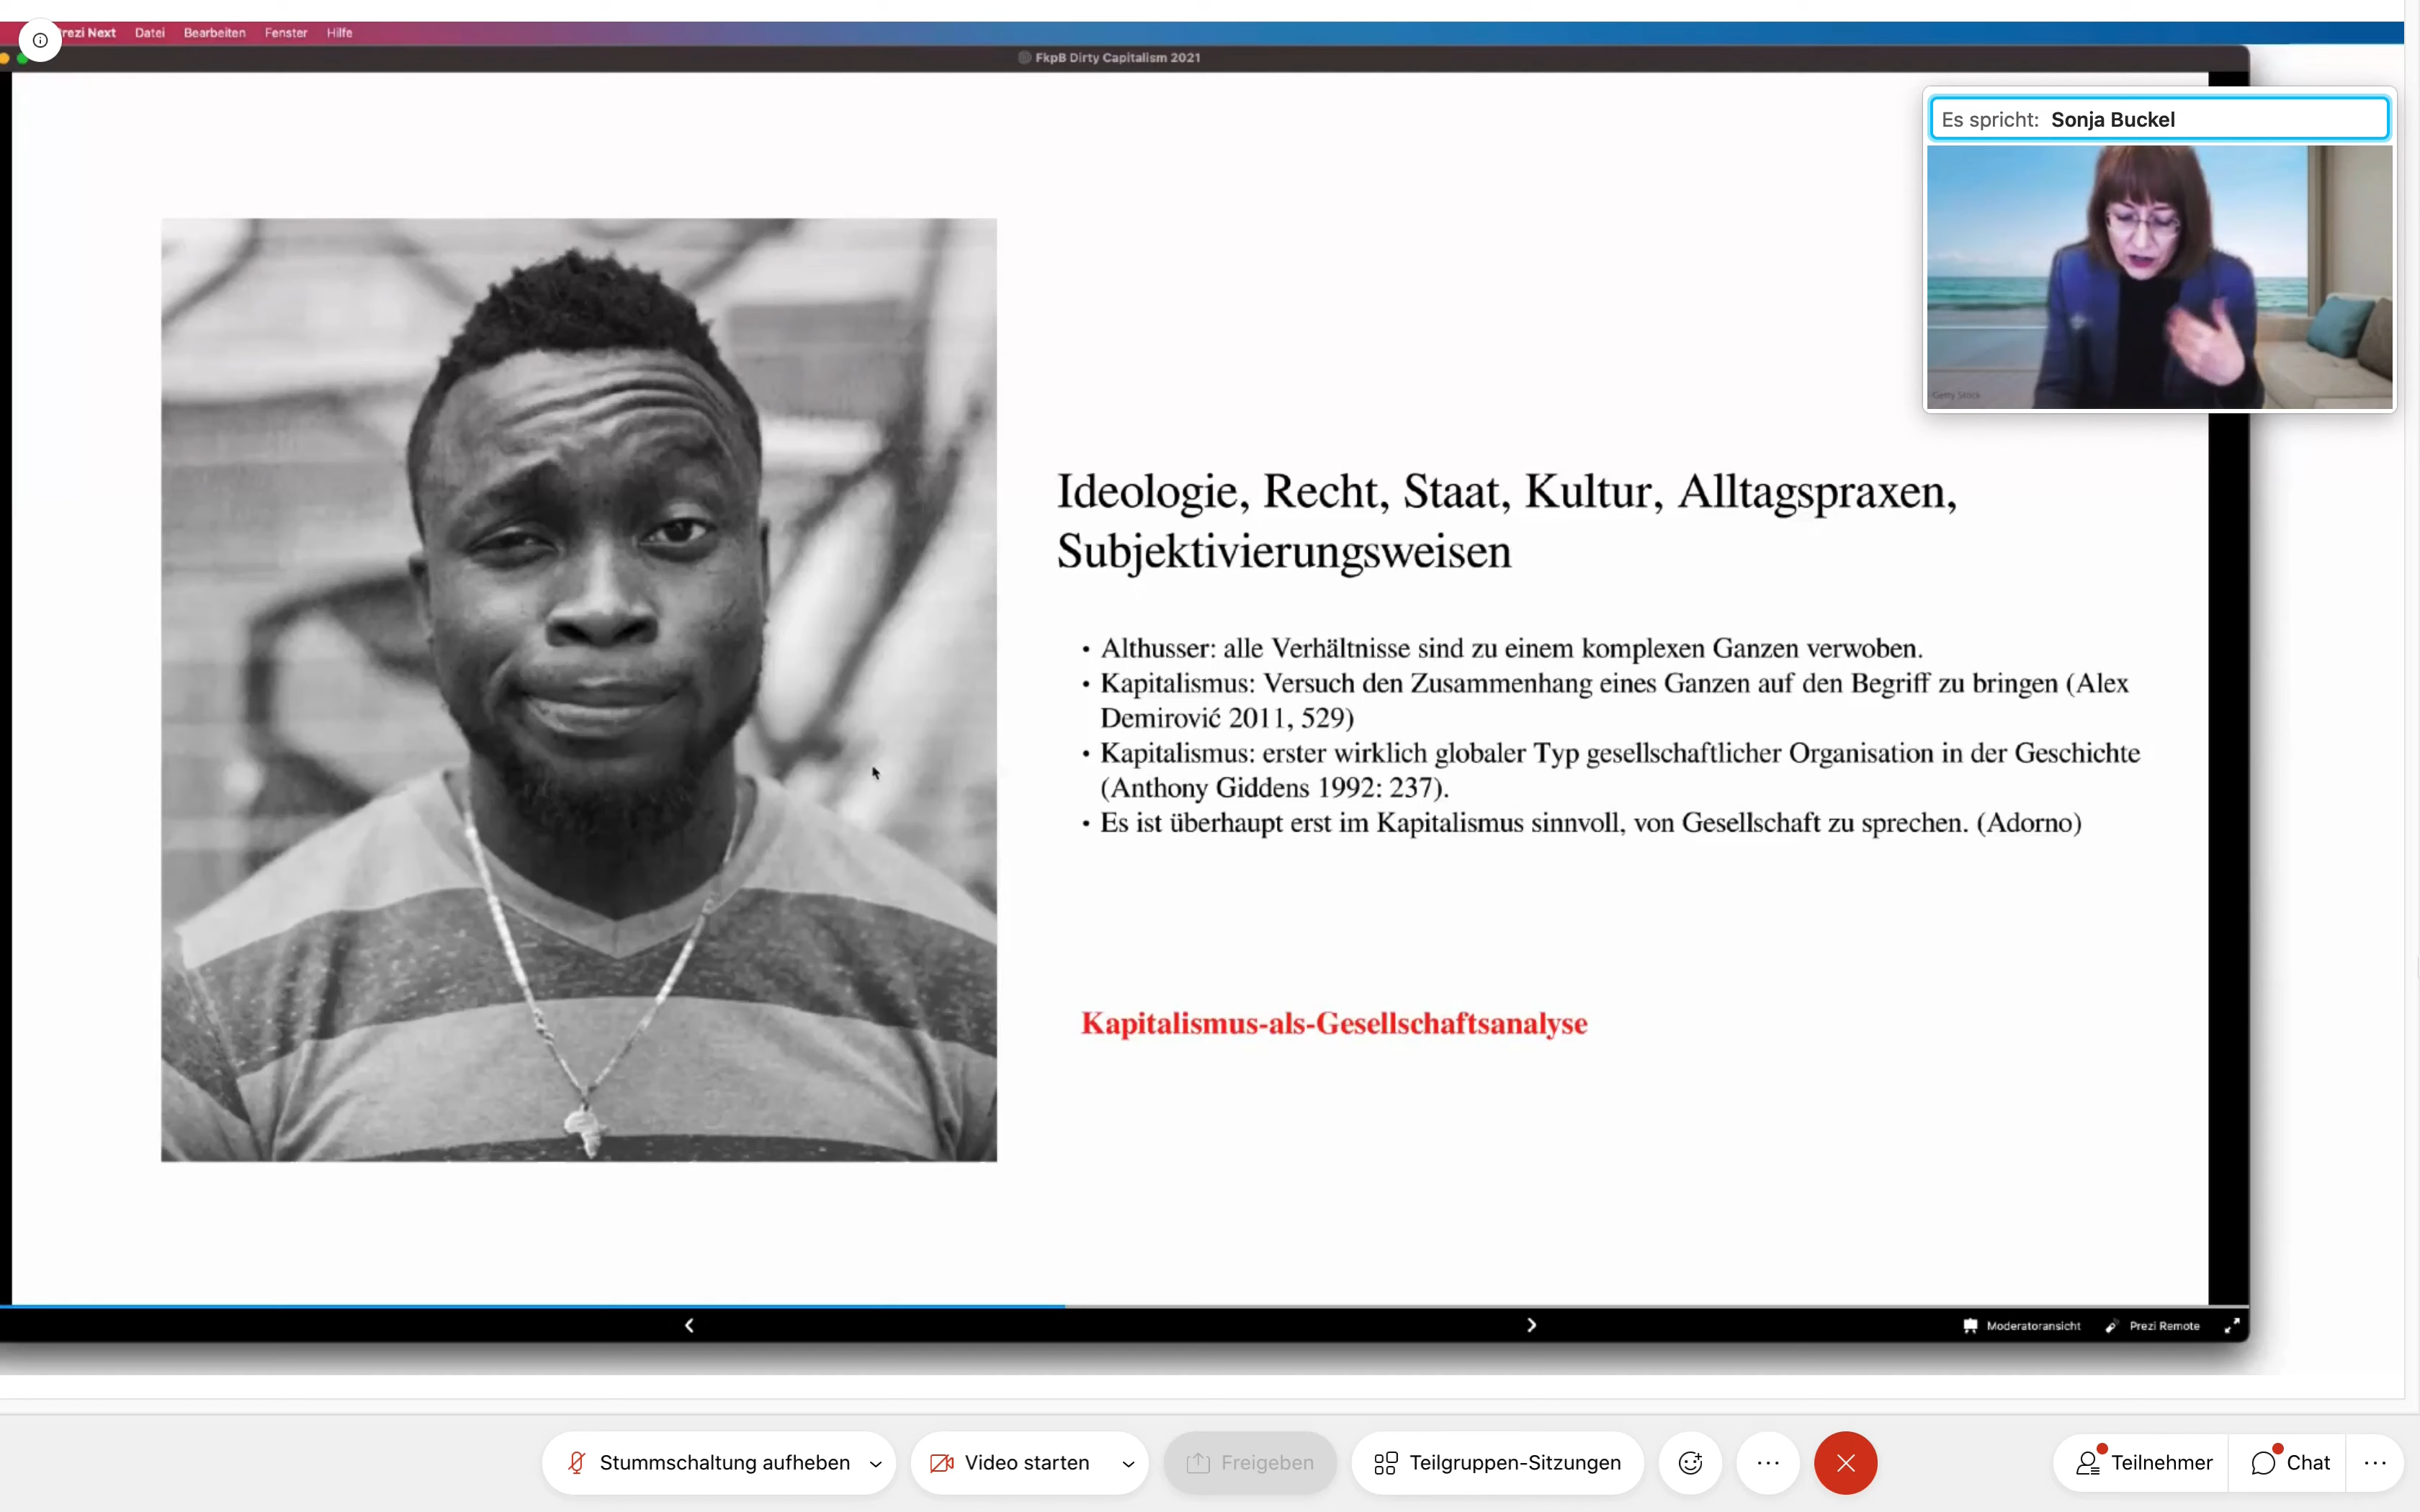 Prezi Next Datei Bearbeiten Fenster Hilfe
FkpB Dirty Capitalism 2021
Es spricht: Sonja Buckel
Getty Stock
Ideologie, Recht, Staat, Kultur, Alltagspraxen,
Subjektivierungsweisen
• Althusser: alle Verhältnisse sind zu einem komplexen Ganzen verwoben.
• Kapitalismus: Versuch den Zusammenhang eines Ganzen auf den Begriff zu bringen (Alex
Demirović 2011, 529)
• Kapitalismus: erster wirklich globaler Typ gesellschaftlicher Organisation in der Geschichte
(Anthony Giddens 1992: 237).
• Es ist überhaupt erst im Kapitalismus sinnvoll, von Gesellschaft zu sprechen. (Adorno)
Kapitalismus-als-Gesellschaftsanalyse
Moderatoransicht Prezi Remote
Stummschaltung aufheben Video starten Freigeben Teilgruppen-Sitzungen Teilnehmer Chat